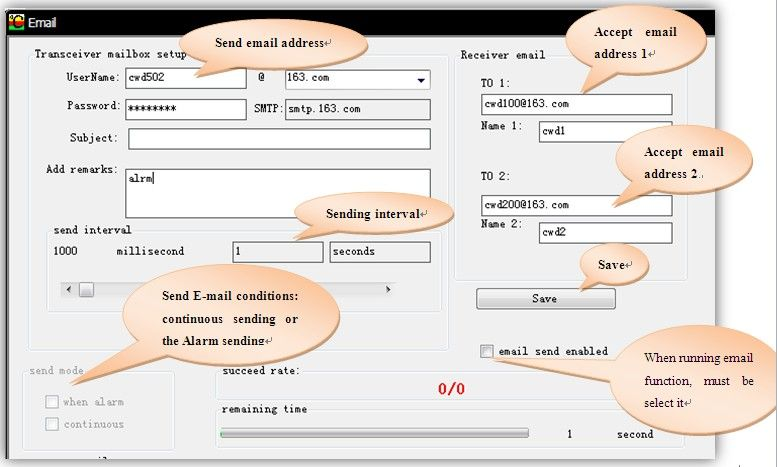 Email
Transceiver mailbox setup
Send email address
UserName: cwd502 @ 163.com
Password: ******** SMTP: smtp.163.com
Subject:
Add remarks: alrm
Sending interval
send interval
1000 millisecond 1 seconds
Send E-mail conditions:
continuous sending or
the Alarm sending
send mode
when alarm
continuous
succeed rate:
0/0
remaining time
1 second
Receiver email
Accept email
address 1
TO 1:
cwd100@163.com
Name 1: cwd1
Accept email
address 2.
TO 2:
cwd200@163.com
Name 2: cwd2
Save
Save
email send enabled
When running email
function, must be
select it